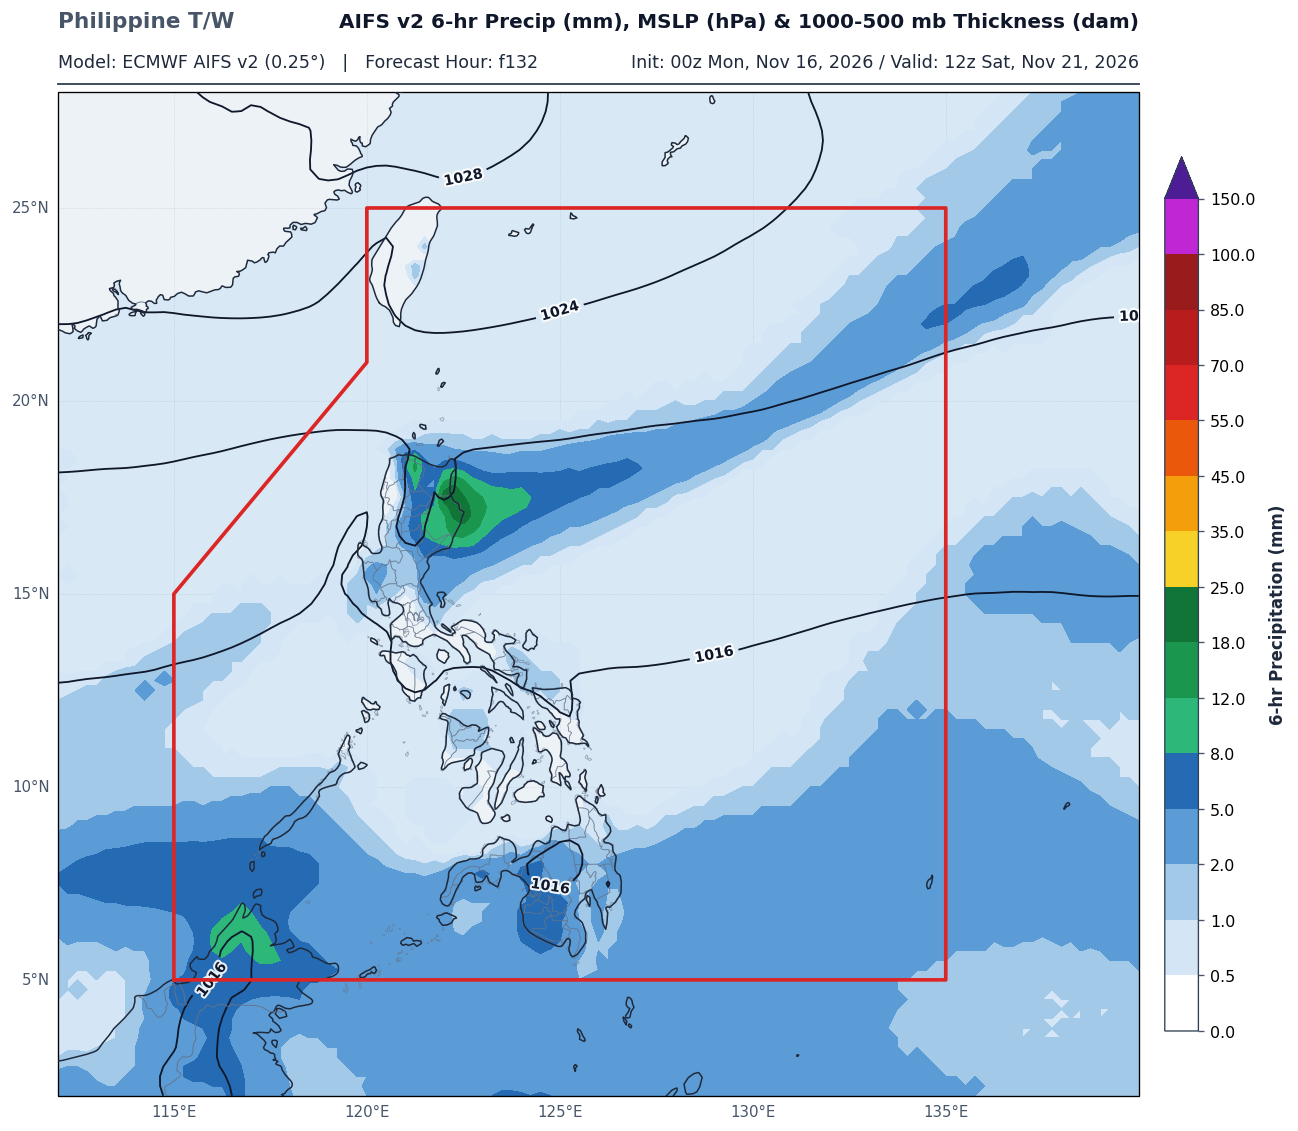 Philippine T/W
AIFS v2 6-hr Precip (mm), MSLP (hPa) & 1000-500 mb Thickness (dam)
Model: ECMWF AIFS v2 (0.25°) | Forecast Hour: f132
Init: 00z Mon, Nov 16, 2026 / Valid: 12z Sat, Nov 21, 2026
1028
1024
10
1016
1016
1016
25°N
20°N
15°N
10°N
5°N
115°E
120°E
125°E
130°E
135°E
150.0
100.0
85.0
70.0
55.0
45.0
35.0
25.0
18.0
12.0
8.0
5.0
2.0
1.0
0.5
0.0
6-hr Precipitation (mm)